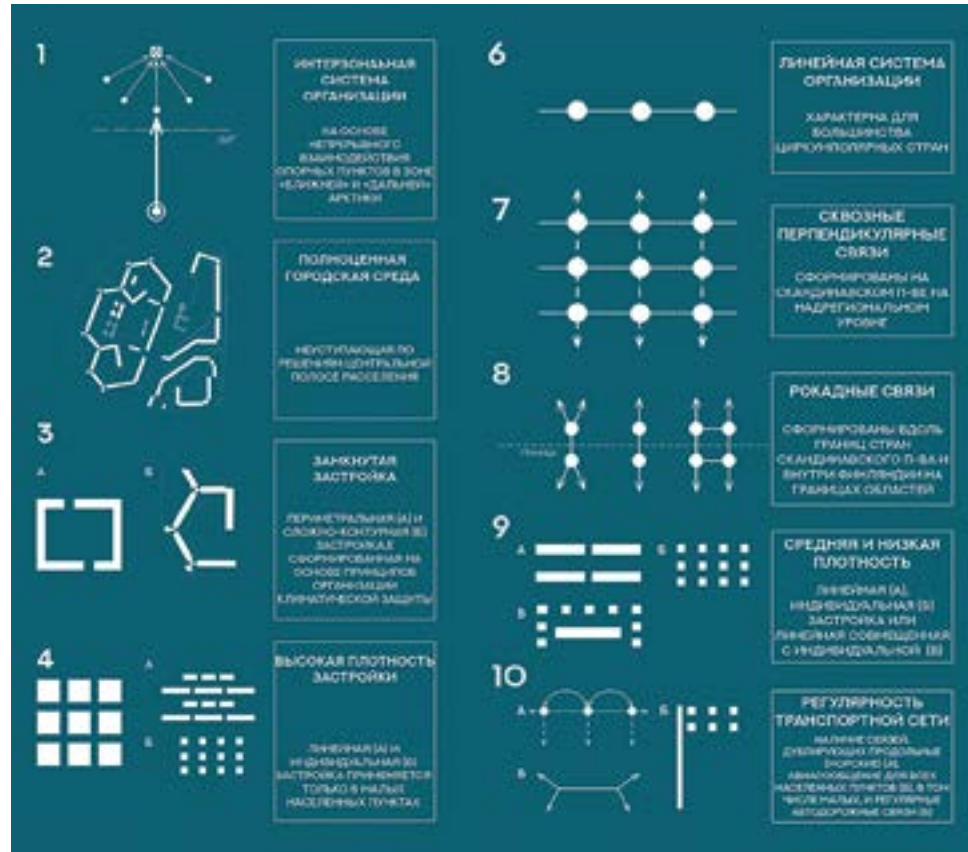 1
ИНТЕРЗОНАЛЬНАЯ
СИСТЕМА
ОРГАНИЗАЦИИ
НА ОСНОВЕ
НЕПРЕРЫВНОГО
ВЗАИМОДЕЙСТВИЯ
ОПОРНЫХ ПУНКТОВ В ЗОНЕ
«БЛИЖНЕЙ» И «ДАЛЬНЕЙ»
АРКТИКИ
2
ПОЛНОЦЕННАЯ
ГОРОДСКАЯ СРЕДА
НЕУСТУПАЮЩАЯ ПО
РЕШЕНИЯМ ЦЕНТРАЛЬНОЙ
ПОЛОСЕ РАССЕЛЕНИЯ
3
А
Б
ЗАМКНУТАЯ
ЗАСТРОЙКА
ПЕРИМЕТРАЛЬНАЯ (А) И
СЛОЖНО-КОНТУРНАЯ (Б)
ЗАСТРОЙКА,
СФОРМИРОВАННАЯ НА
ОСНОВЕ ПРИНЦИПОВ
ОРГАНИЗАЦИИ
КЛИМАТИЧЕСКОЙ ЗАЩИТЫ
4
А
Б
ВЫСОКАЯ ПЛОТНОСТЬ
ЗАСТРОЙКИ
ЛИНЕЙНАЯ (А) И
ИНДИВИДУАЛЬНАЯ (Б)
ЗАСТРОЙКА ПРИМЕНЯЕТСЯ
ТОЛЬКО В МАЛЫХ
НАСЕЛЕННЫХ ПУНКТАХ
6
ЛИНЕЙНАЯ СИСТЕМА
ОРГАНИЗАЦИИ
ХАРАКТЕРНА ДЛЯ
БОЛЬШИНСТВА
ЦИРКУМПОЛЯРНЫХ СТРАН
7
СКВОЗНЫЕ
ПЕРПЕНДИКУЛЯРНЫЕ
СВЯЗИ
СФОРМИРОВАНЫ НА
СКАНДИНАВСКОМ П-ВЕ НА
НАДРЕГИОНАЛЬНОМ
УРОВНЕ
8
РОКАДНЫЕ СВЯЗИ
СФОРМИРОВАНЫ ВДОЛЬ
ГРАНИЦ СТРАН
СКАНДИНАВСКОГО П-ВА И
ВНУТРИ ФИНЛЯНДИИ НА
ГРАНИЦАХ ОБЛАСТЕЙ
9
А
Б
В
СРЕДНЯЯ И НИЗКАЯ
ПЛОТНОСТЬ
ЛИНЕЙНАЯ (А),
ИНДИВИДУАЛЬНАЯ (Б)
ЗАСТРОЙКА ИЛИ
ЛИНЕЙНАЯ СОВМЕЩЕННАЯ
С ИНДИВИДУАЛЬНОЙ (В)
10
А
Б
В
РЕГУЛЯРНОСТЬ
ТРАНСПОРТНОЙ СЕТИ
НАЛИЧИЕ СВЯЗЕЙ,
ДУБЛИРУЮЩИХ ПРОДОЛЬНЫЕ
(МОРСКИЕ) (А),
АВИАСООБЩЕНИЕ ДЛЯ ВСЕХ
НАСЕЛЕННЫХ ПУНКТОВ (В), В ТОМ
ЧИСЛЕ МАЛЫХ, И РЕГУЛЯРНЫЕ
АВТОДОРОЖНЫЕ СВЯЗИ (Б)